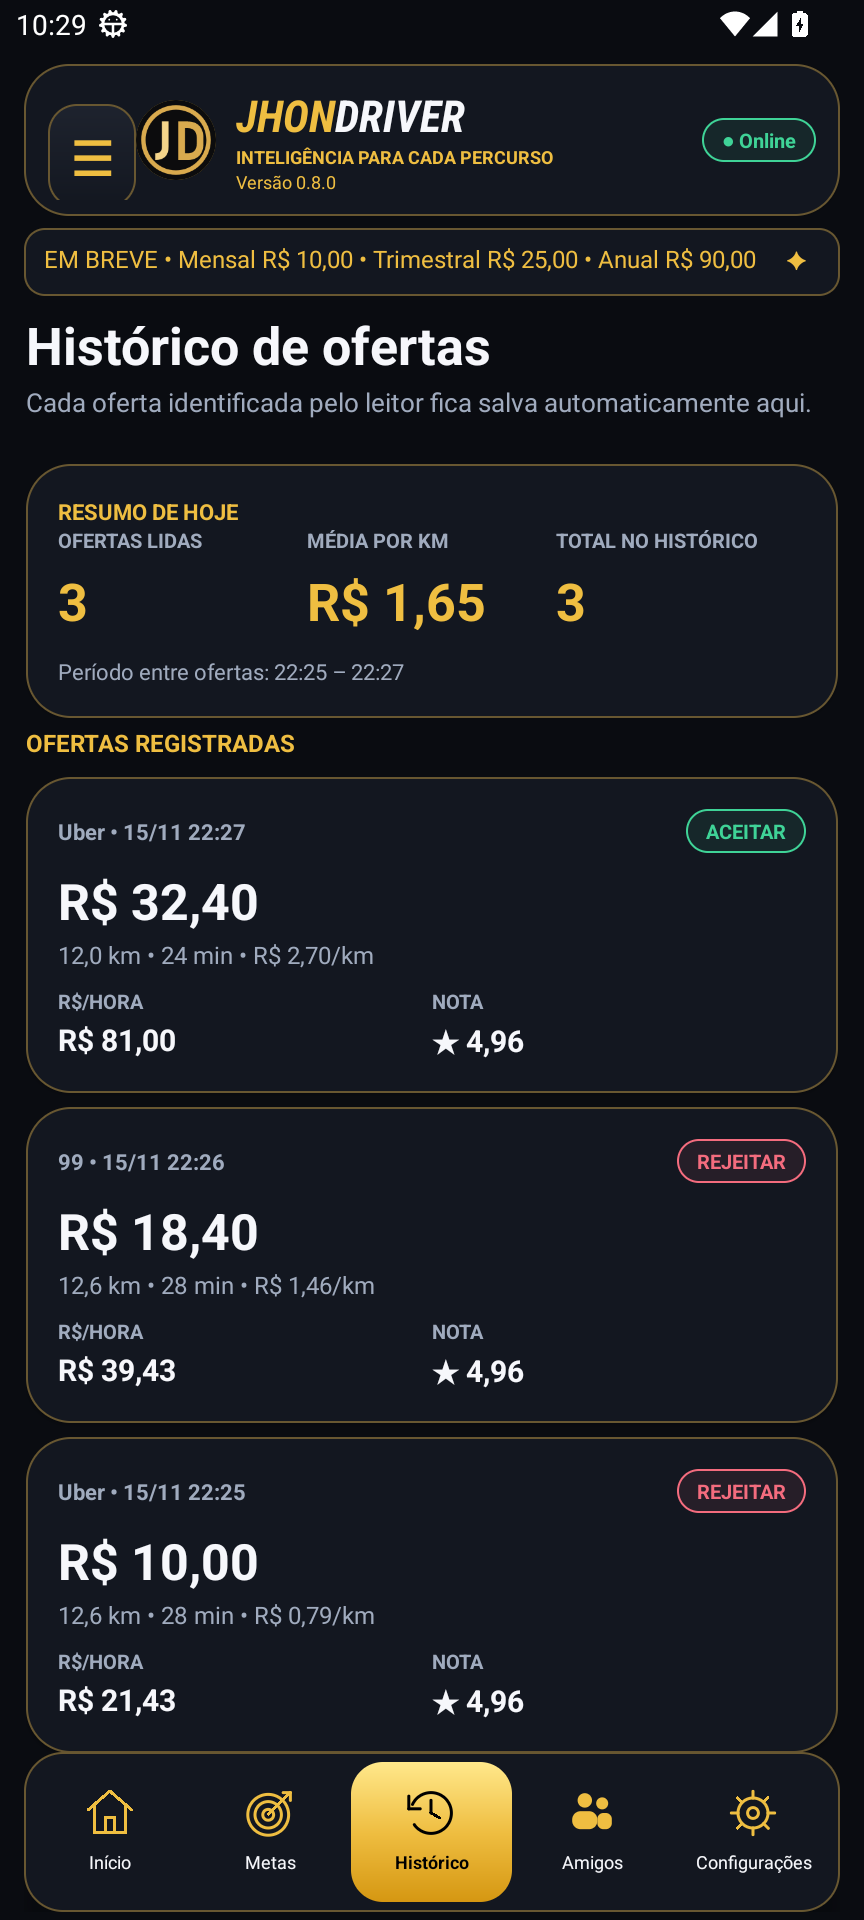 10:29
JD
JHONDRIVER
INTELIGÊNCIA PARA CADA PERCURSO
Versão 0.8.0
● Online
EM BREVE • Mensal R$ 10,00 • Trimestral R$ 25,00 • Anual R$ 90,00 ✦
Histórico de ofertas
Cada oferta identificada pelo leitor fica salva automaticamente aqui.
RESUMO DE HOJE
OFERTAS LIDAS MÉDIA POR KM TOTAL NO HISTÓRICO
3 R$ 1,65 3
Período entre ofertas: 22:25 – 22:27
OFERTAS REGISTRADAS
Uber • 15/11 22:27 ACEITAR
R$ 32,40
12,0 km • 24 min • R$ 2,70/km
R$/HORA NOTA
R$ 81,00 ★ 4,96
99 • 15/11 22:26 REJEITAR
R$ 18,40
12,6 km • 28 min • R$ 1,46/km
R$/HORA NOTA
R$ 39,43 ★ 4,96
Uber • 15/11 22:25 REJEITAR
R$ 10,00
12,6 km • 28 min • R$ 0,79/km
R$/HORA NOTA
R$ 21,43 ★ 4,96
Início Metas Histórico Amigos Configurações